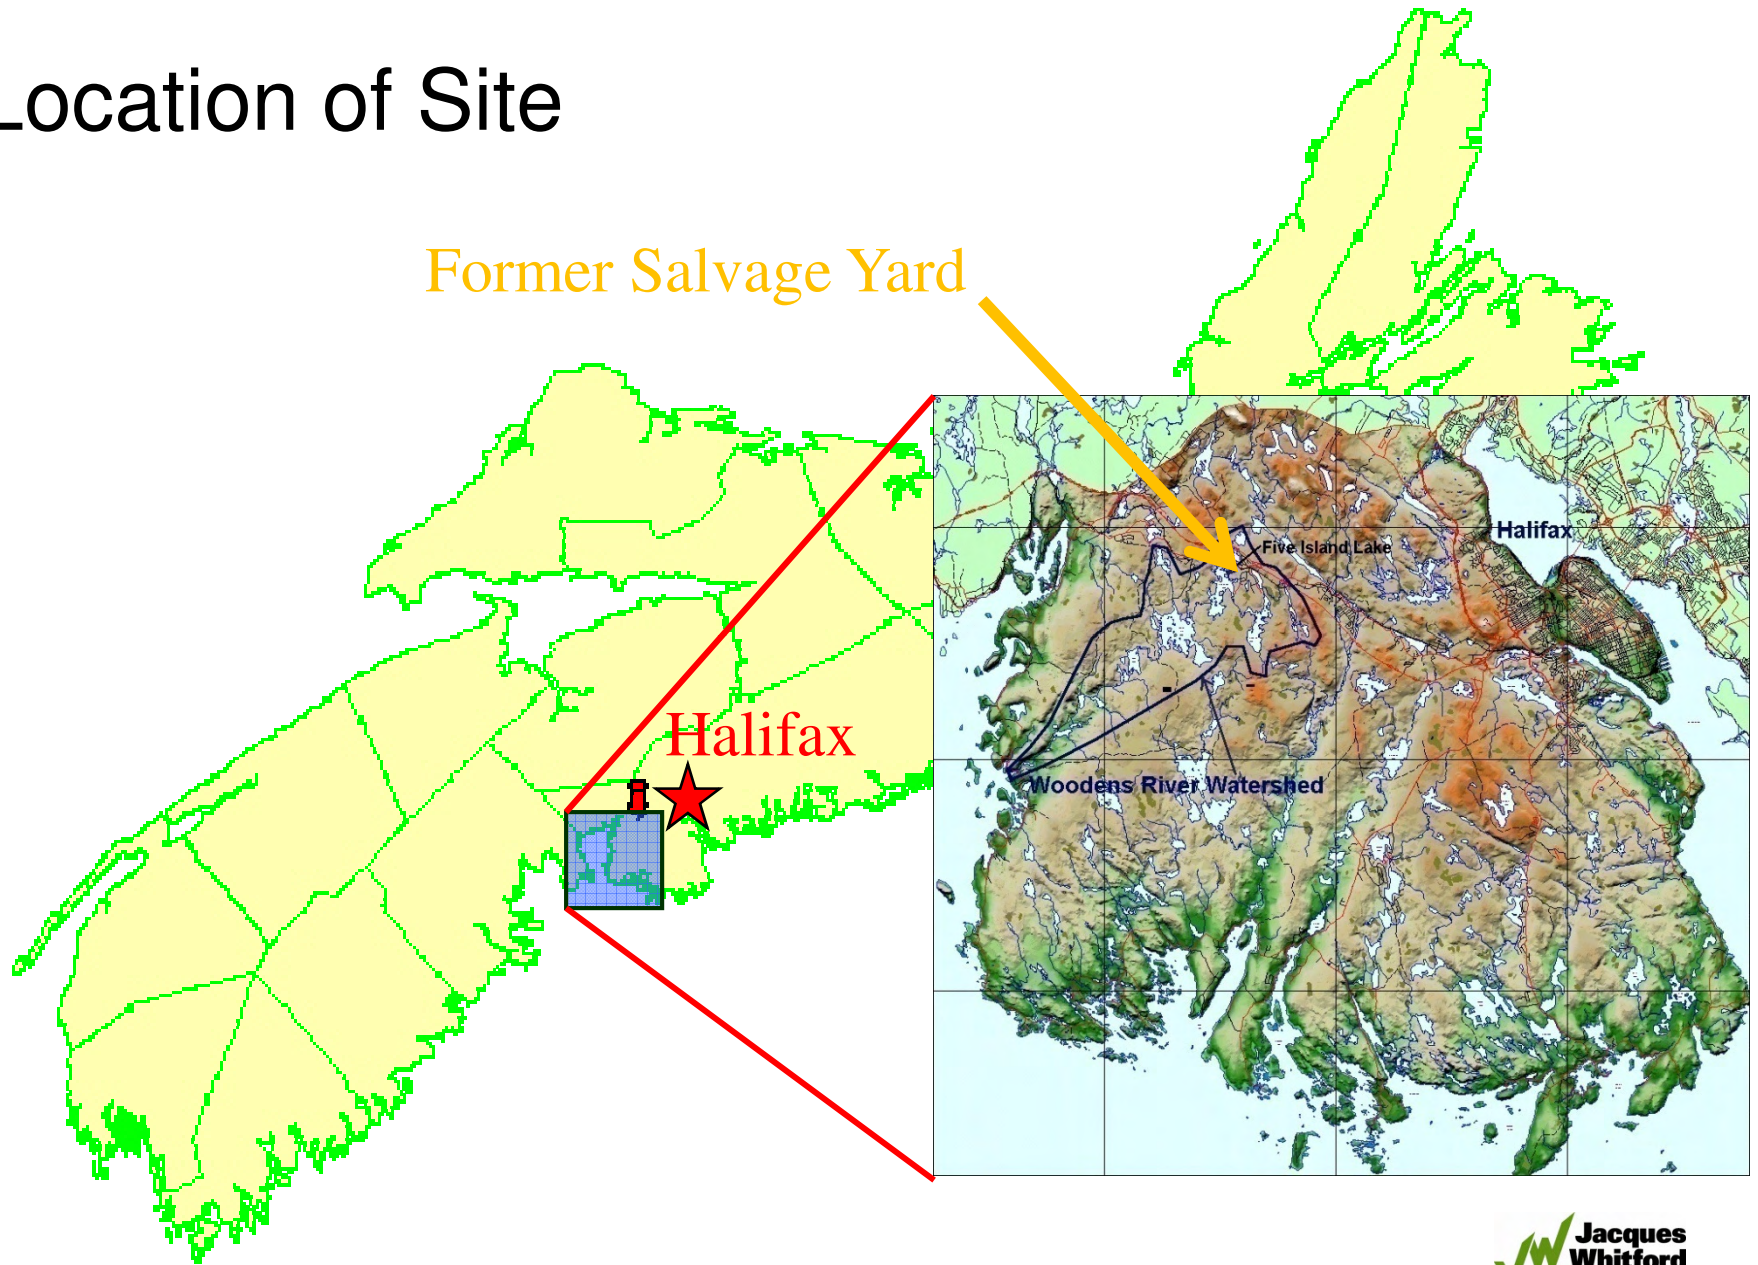 Location of Site
Former Salvage Yard
Halifax
Five Island Lake
Halifax
Woodens River Watershed
Jacques
Whitford